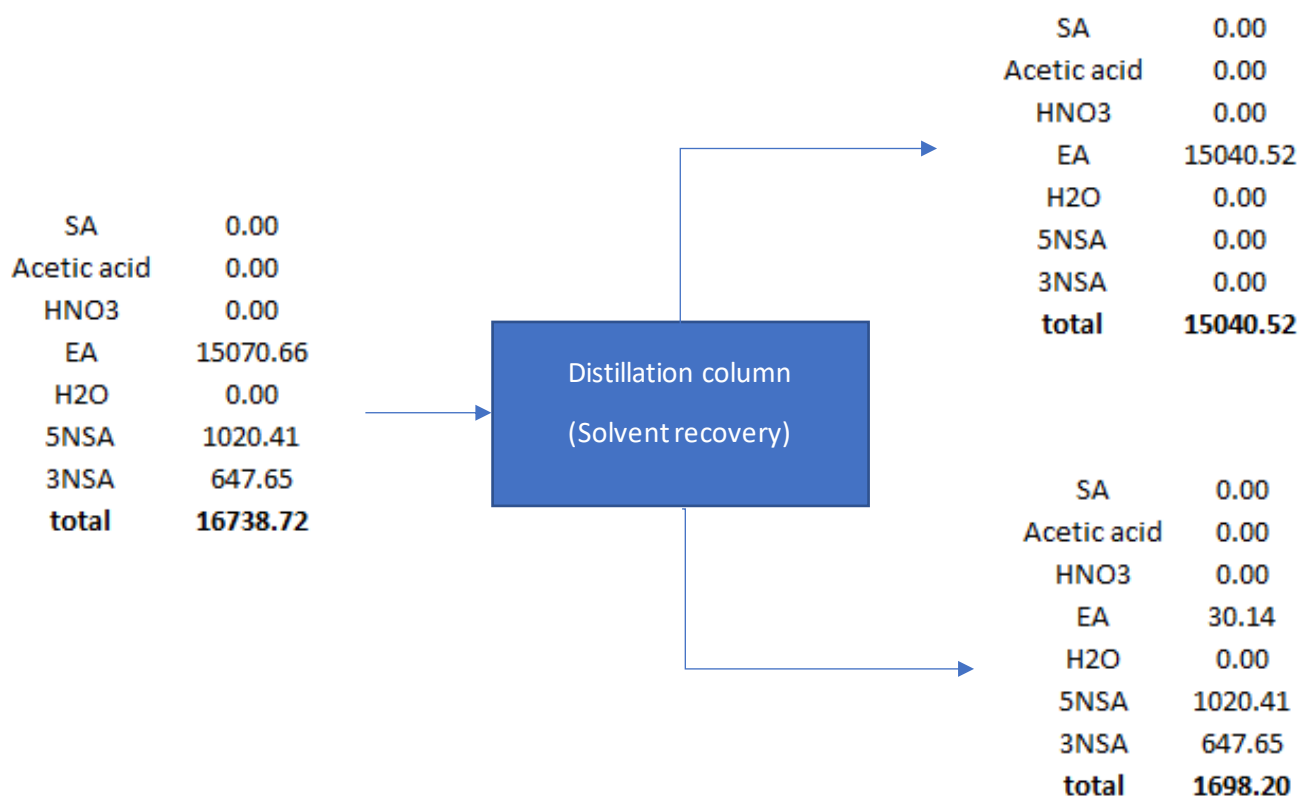 SA 0.00
Acetic acid 0.00
HNO3 0.00
EA 15070.66
H2O 0.00
5NSA 1020.41
3NSA 647.65
total 16738.72
Distillation column
(Solvent recovery)
SA 0.00
Acetic acid 0.00
HNO3 0.00
EA 15040.52
H2O 0.00
5NSA 0.00
3NSA 0.00
total 15040.52
SA 0.00
Acetic acid 0.00
HNO3 0.00
EA 30.14
H2O 0.00
5NSA 1020.41
3NSA 647.65
total 1698.20